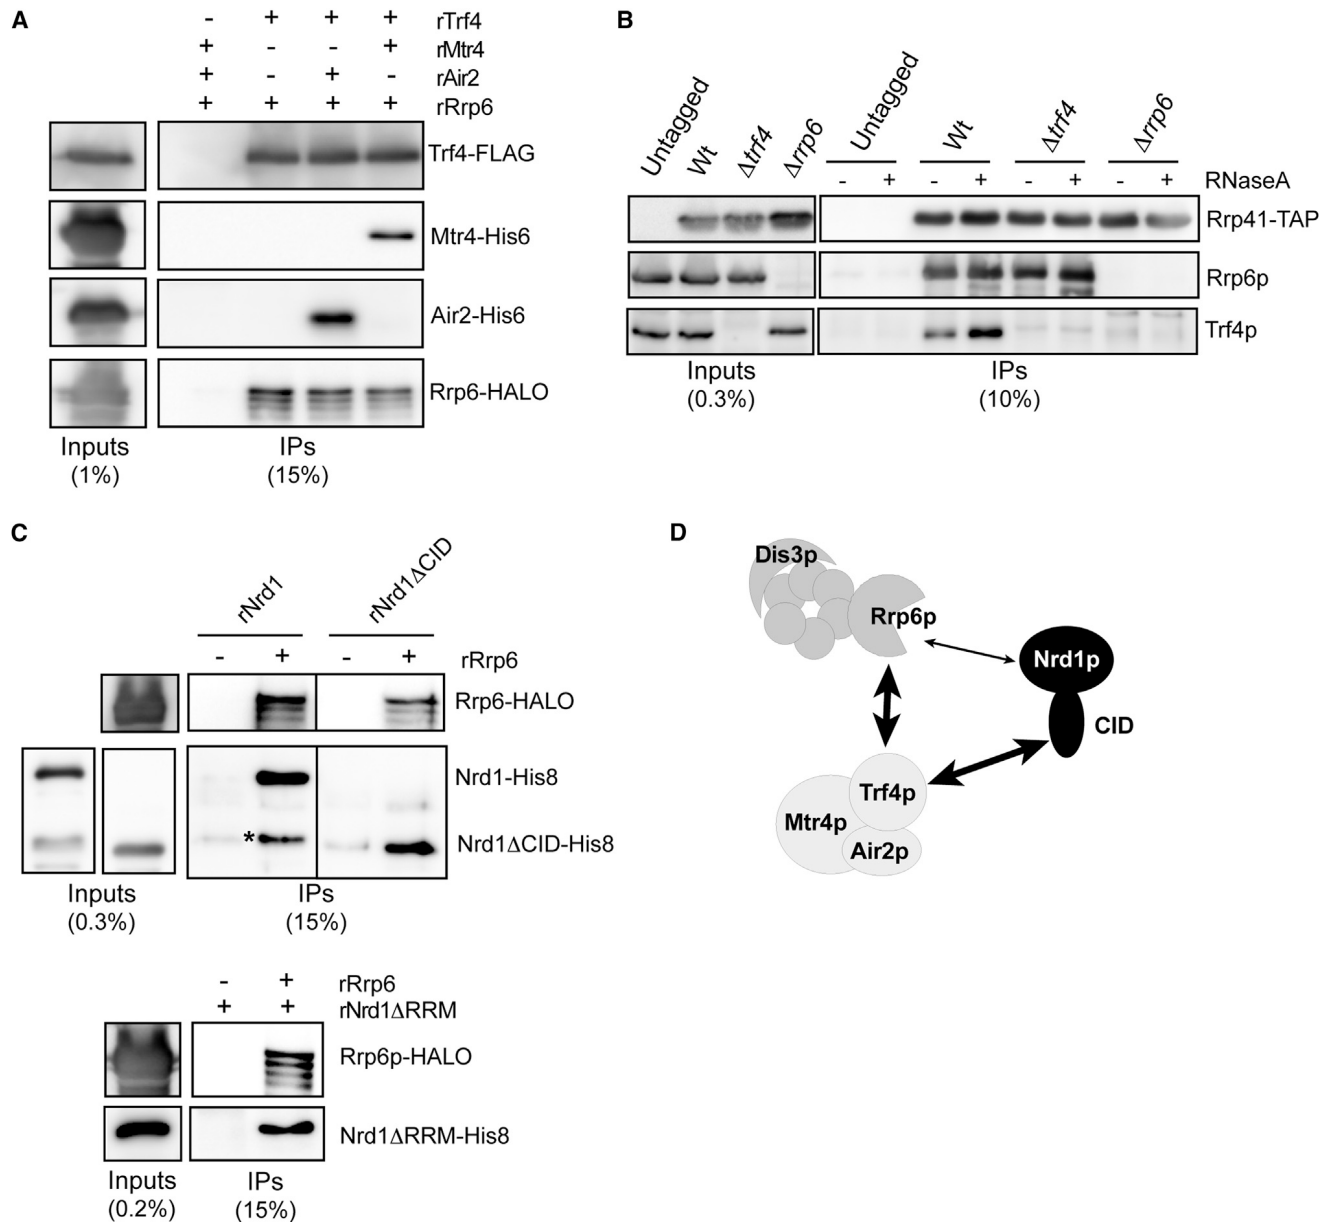 A
- + + + rTrf4
+ - - + rMtr4
+ - + - rAir2
+ + + + rRrp6
Trf4-FLAG
Mtr4-His6
Air2-His6
Rrp6-HALO
Inputs
(1%)
IPs
(15%)
B
Untagged Wt Δtrf4 Δrrp6 Untagged Wt Δtrf4 Δrrp6
- + - + - + - + RNaseA
Rrp41-TAP
Rrp6p
Trf4p
Inputs
(0.3%)
IPs
(10%)
C
rNrd1 rNrd1ΔCID
- + - + rRrp6
Rrp6-HALO
Nrd1-His8
*
Nrd1ΔCID-His8
Inputs
(0.3%)
IPs
(15%)
- + rRrp6
+ + rNrd1ΔRRM
Rrp6p-HALO
Nrd1ΔRRM-His8
Inputs
(0.2%)
IPs
(15%)
D
Dis3p
Rrp6p
Nrd1p
CID
Trf4p
Mtr4p
Air2p